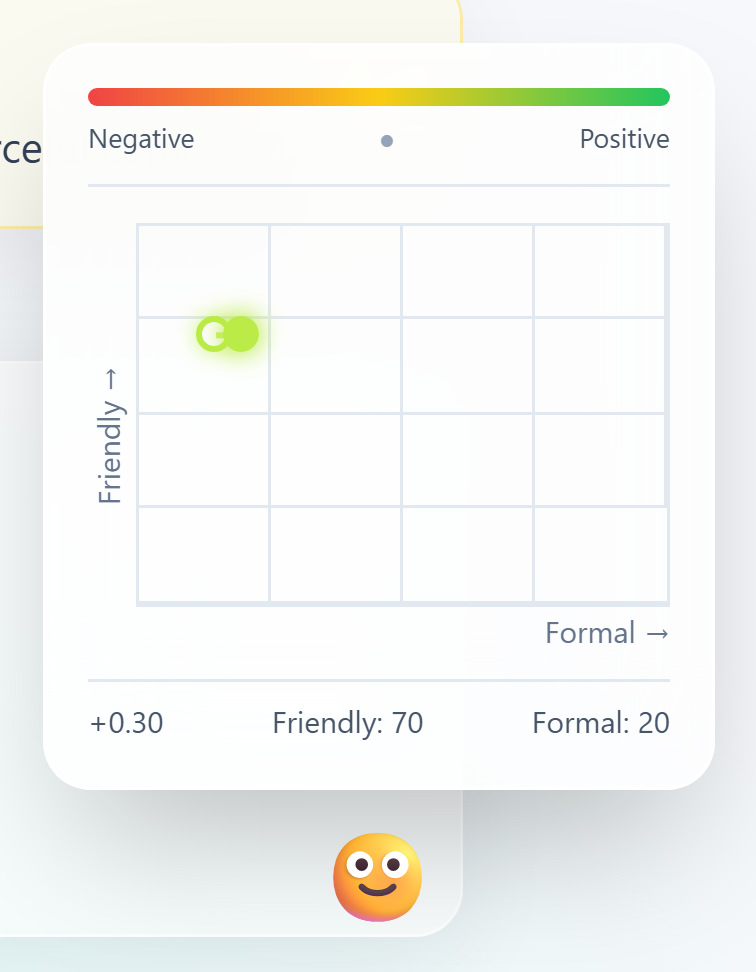 rce
Negative
Positive
Friendly →
Formal →
+0.30
Friendly: 70
Formal: 20